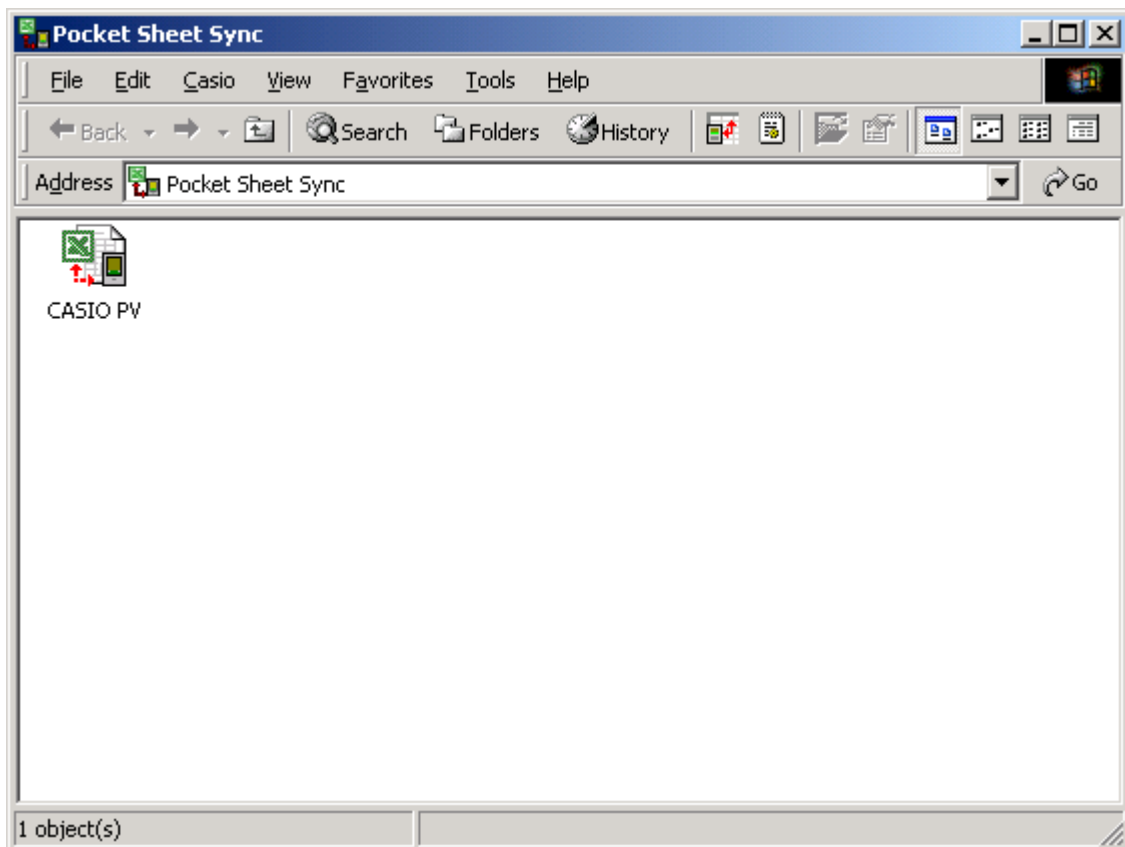 Pocket Sheet Sync
File Edit Casio View Favorites Tools Help
Back Search Folders History
Address Pocket Sheet Sync Go
CASIO PV
1 object(s)